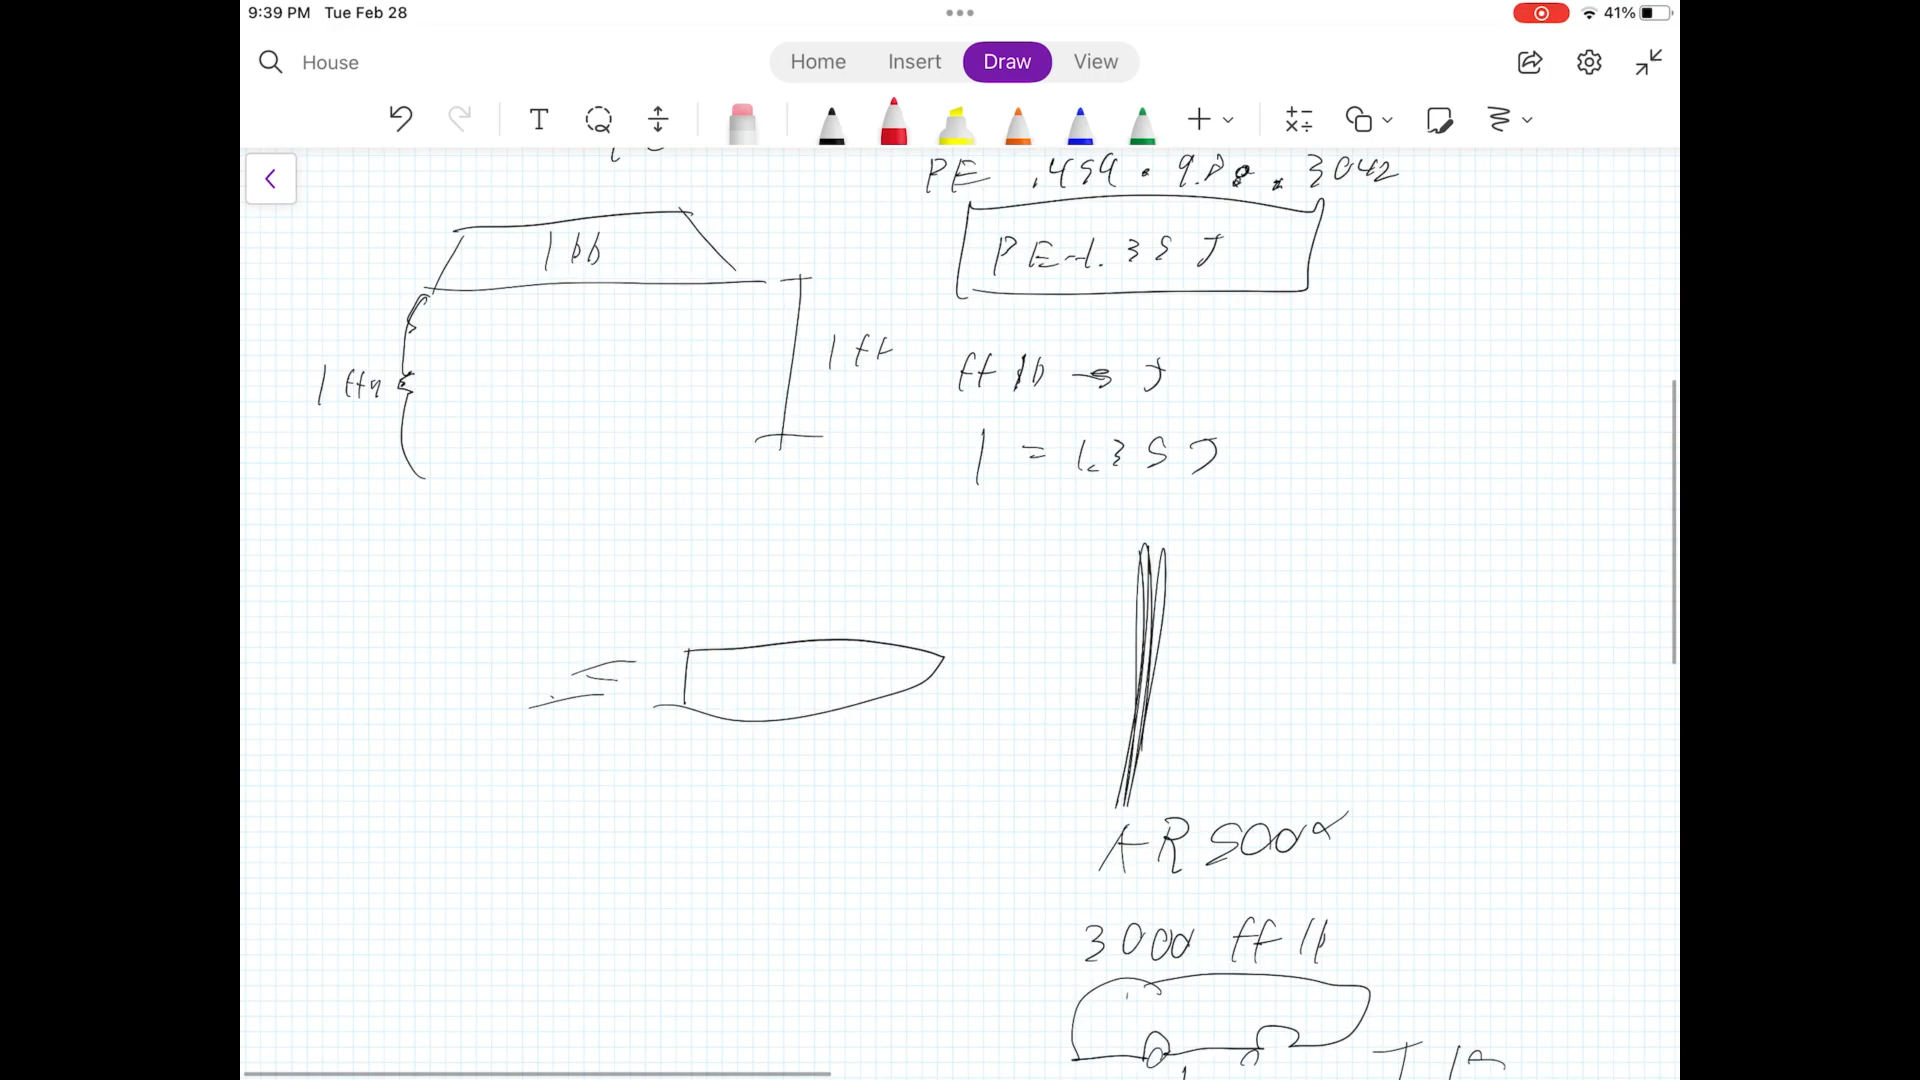 9:39 PM Tue Feb 28
41%
House
Home Insert Draw View
T
PE .454 . 9.8 . .3042
1 lb
PE = 1.35 J
1 ft
1 ft
ft lb → J
1 = 1.35 J
AR 500
3000 ft lb